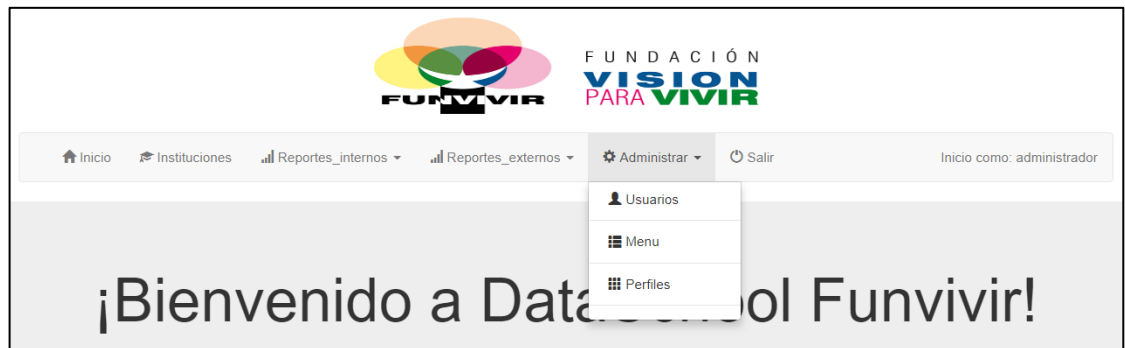 FUNVIVIR
FUNDACIÓN
VISION
PARA VIVIR
Inicio Instituciones Reportes_internos Reportes_externos Administrar Salir Inicio como: administrador
Usuarios
Menu
Perfiles
¡Bienvenido a Data ool Funvivir!